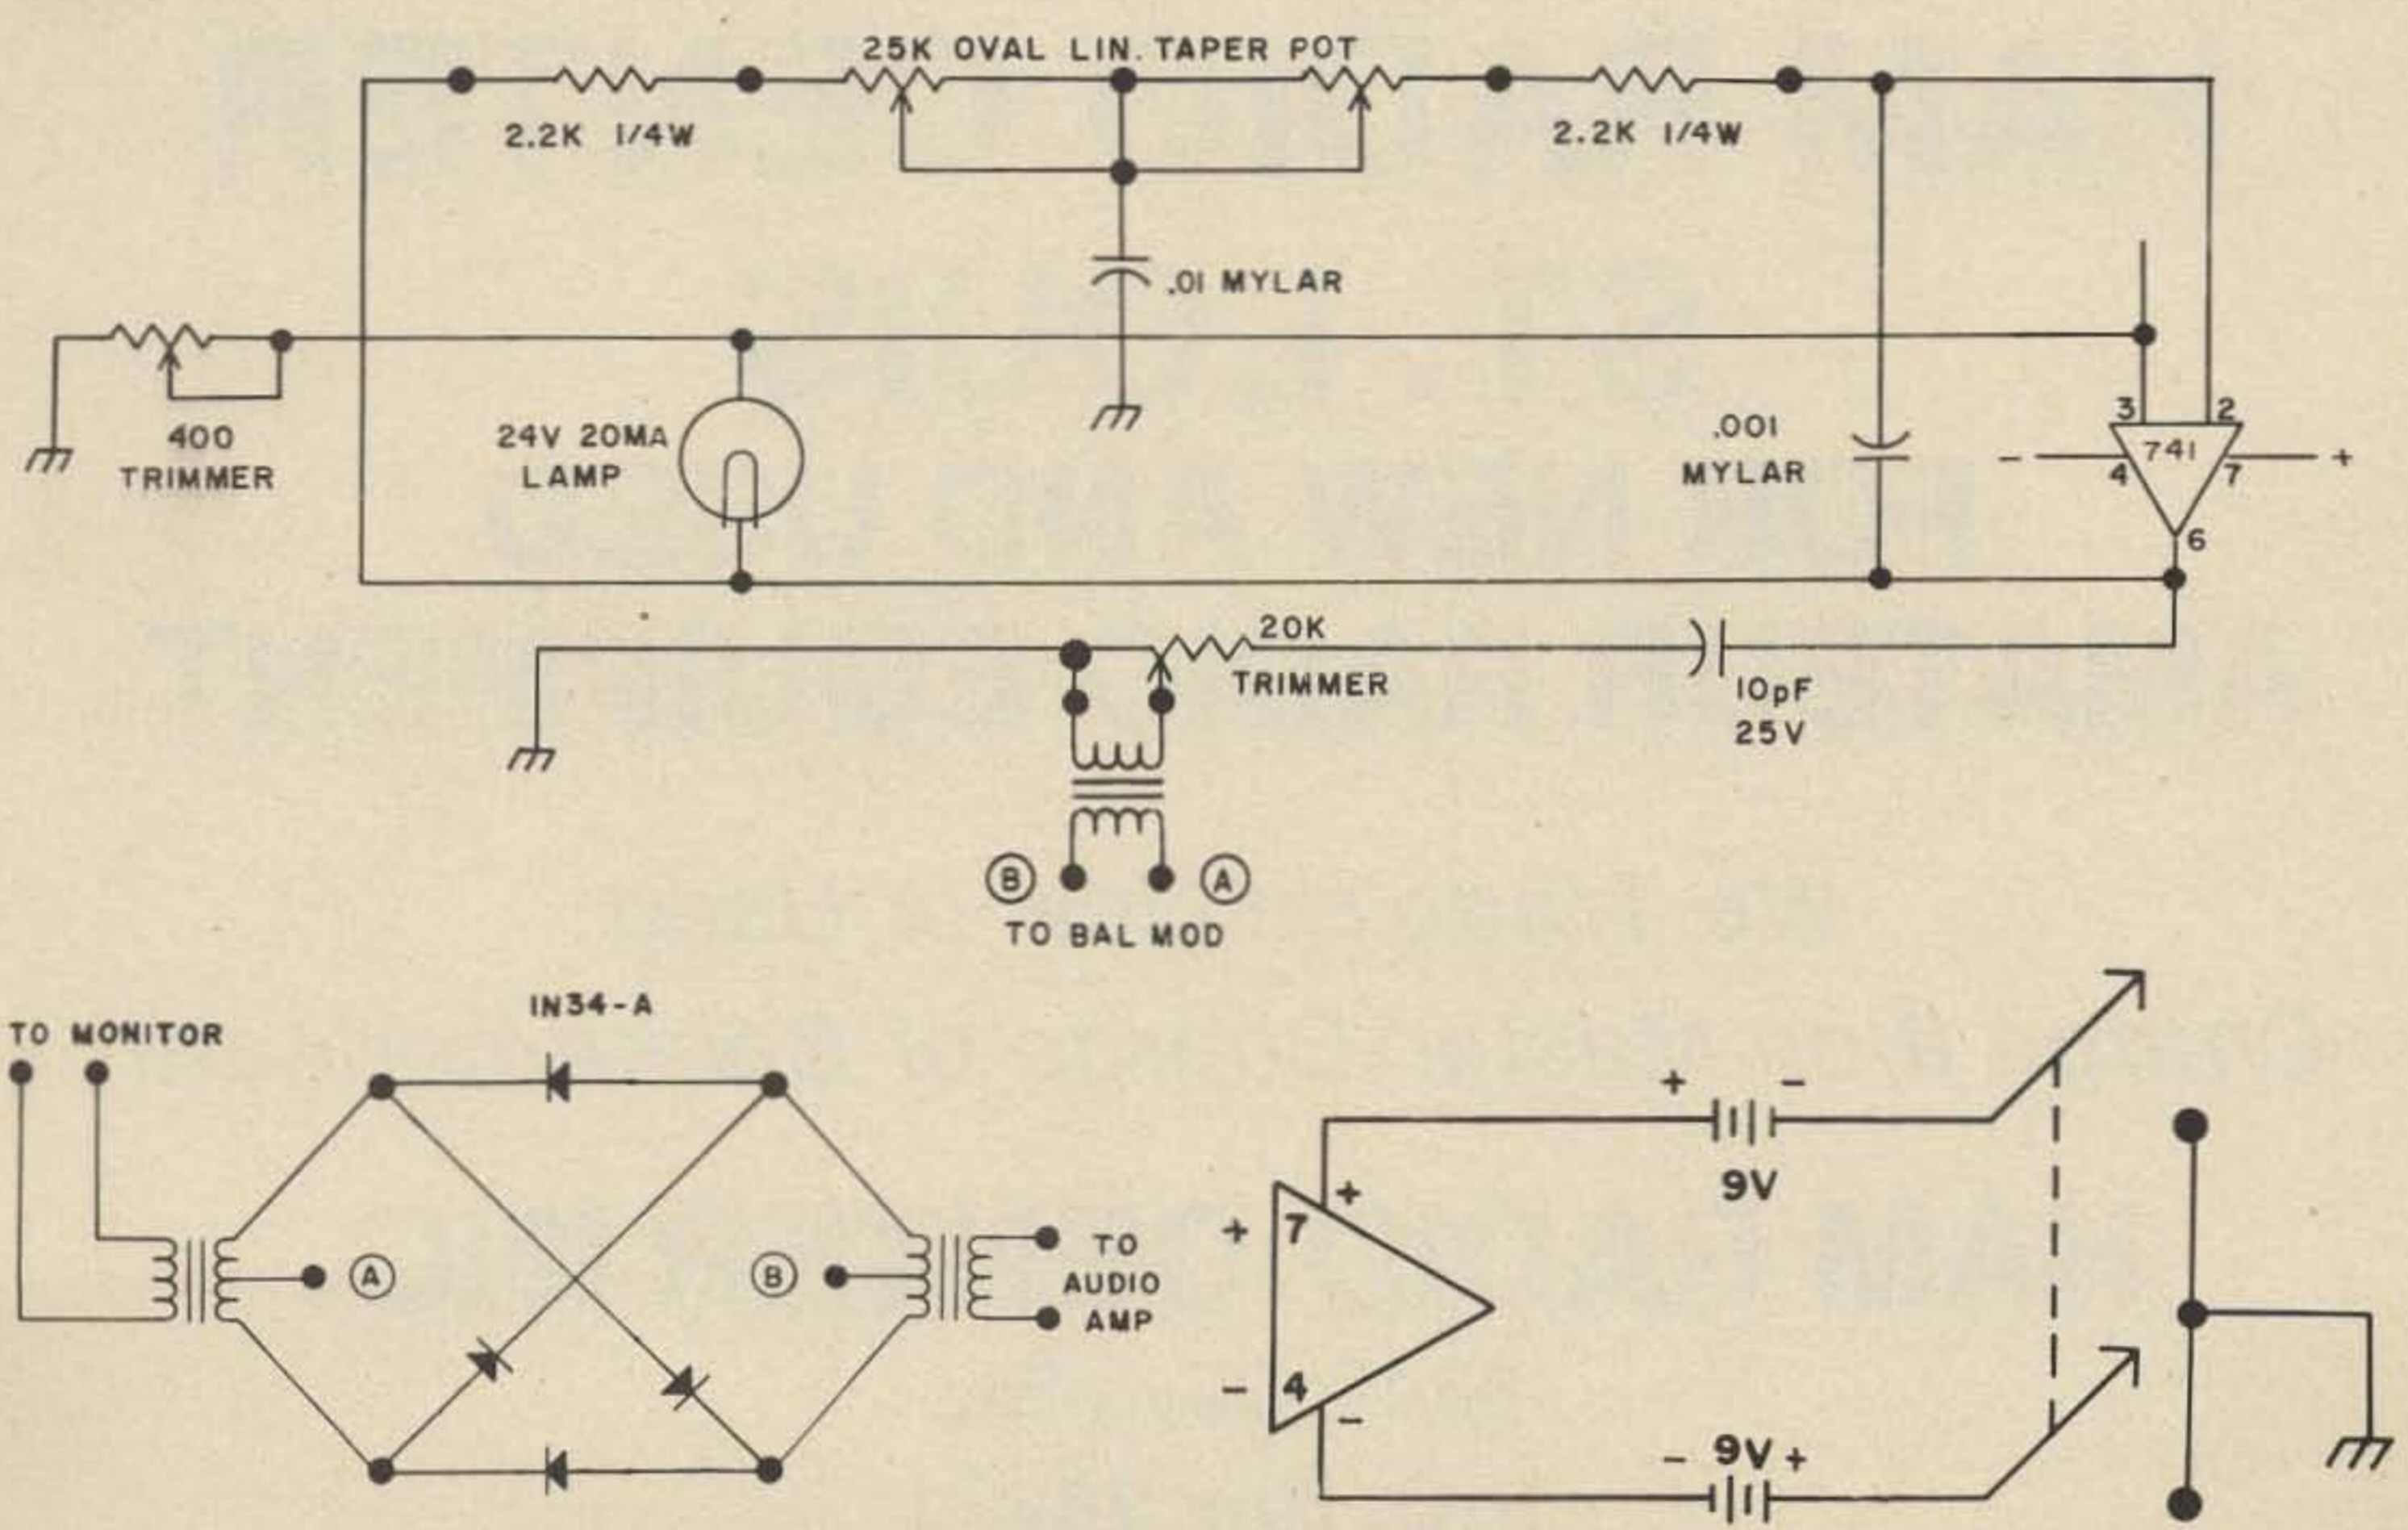 25K OVAL LIN. TAPER POT
2.2K 1/4W
2.2K 1/4W
.01 MYLAR
400
TRIMMER
24V 20MA
LAMP
.001
MYLAR
3 2
741
- 4 7 +
6
20K
TRIMMER
10pF
25V
B A
TO BAL MOD
IN34-A
TO MONITOR
A
B
TO
AUDIO
AMP
+ -
9V
+ 7 +
- 4 -
- 9V +